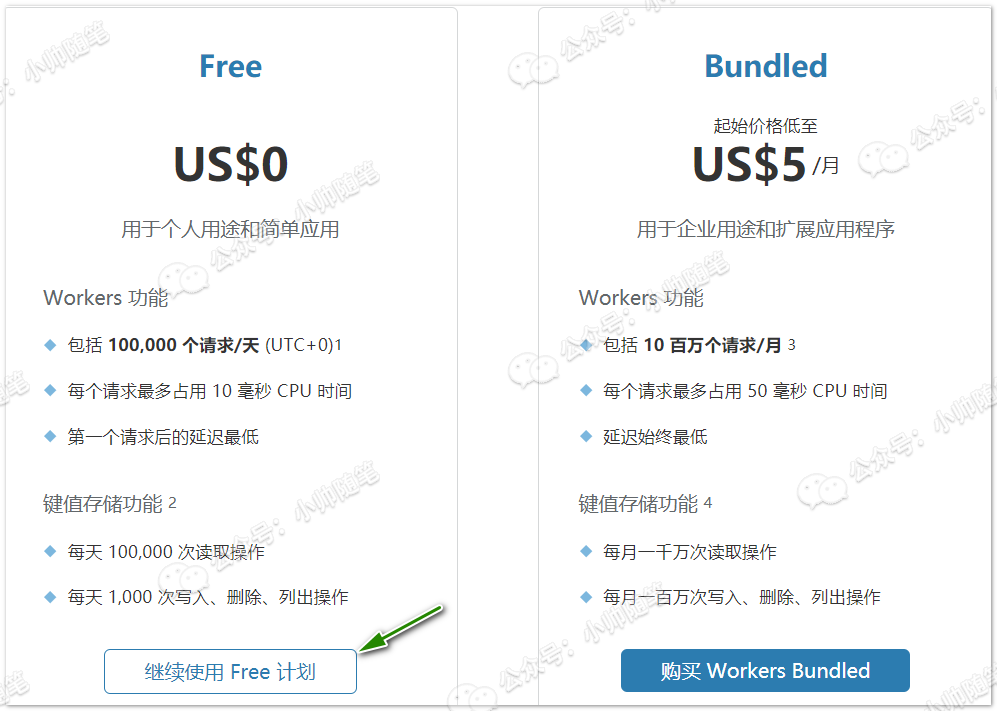 Free
US$0
用于个人用途和简单应用
Workers 功能
包括 100,000 个请求/天 (UTC+0)1
每个请求最多占用 10 毫秒 CPU 时间
第一个请求后的延迟最低
键值存储功能 2
每天 100,000 次读取操作
每天 1,000 次写入、删除、列出操作
继续使用 Free 计划
Bundled
起始价格低至
US$5 /月
用于企业用途和扩展应用程序
Workers 功能
包括 10 百万个请求/月 3
每个请求最多占用 50 毫秒 CPU 时间
延迟始终最低
键值存储功能 4
每月一千万次读取操作
每月一百万次写入、删除、列出操作
购买 Workers Bundled
公众号：小帅随笔